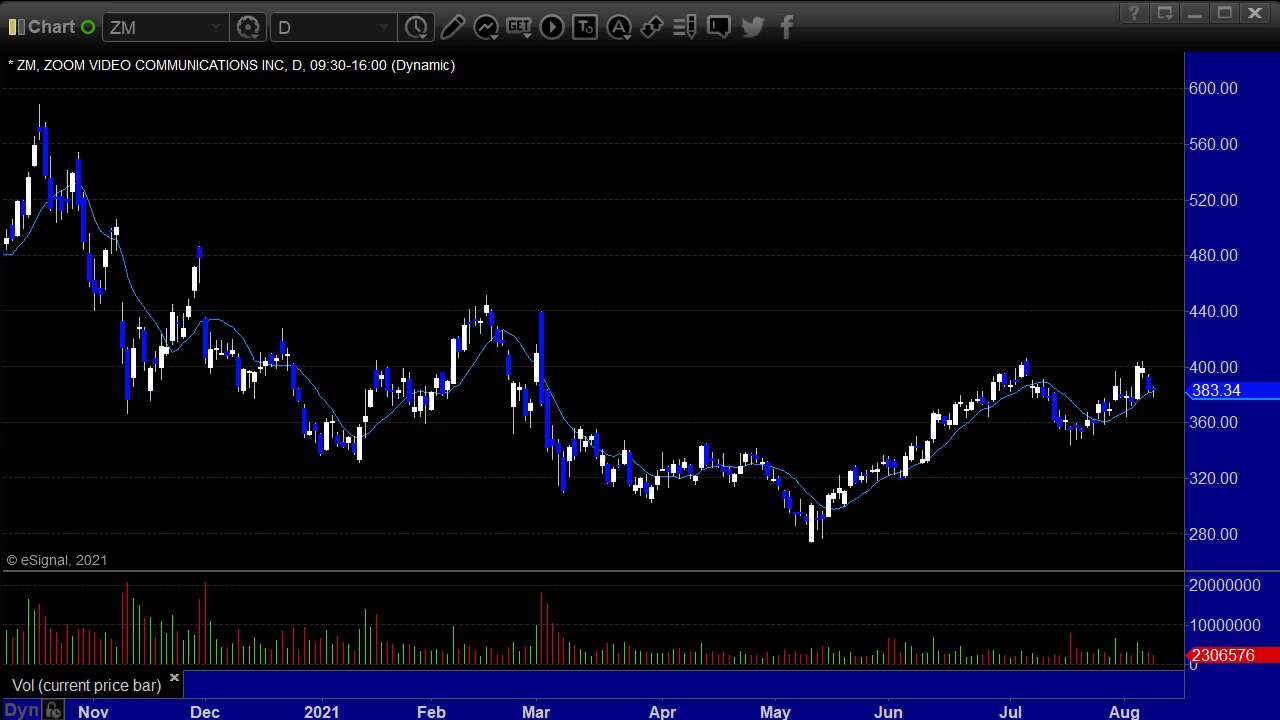 Chart ZM D GET T A ?
* ZM, ZOOM VIDEO COMMUNICATIONS INC, D, 09:30-16:00 (Dynamic)
600.00
560.00
520.00
480.00
440.00
400.00
383.34
360.00
320.00
280.00
© eSignal, 2021
20000000
10000000
2306576
0
Vol (current price bar)
Dyn Nov Dec 2021 Feb Mar Apr May Jun Jul Aug